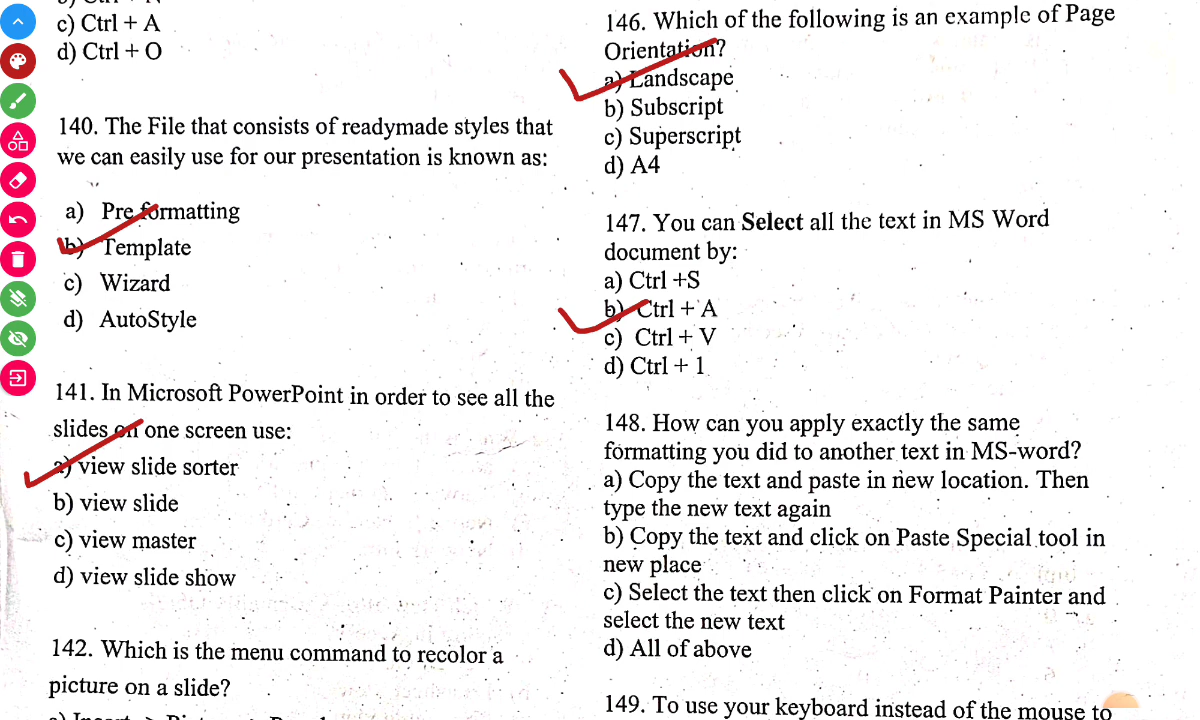 c) Ctrl + A
d) Ctrl + O
140. The File that consists of readymade styles that
we can easily use for our presentation is known as:
a) Pre formatting
b) Template
c) Wizard
d) AutoStyle
141. In Microsoft PowerPoint in order to see all the
slides on one screen use:
a) view slide sorter
b) view slide
c) view master
d) view slide show
142. Which is the menu command to recolor a
picture on a slide?
146. Which of the following is an example of Page
Orientation?
a) Landscape
b) Subscript
c) Superscript
d) A4
147. You can Select all the text in MS Word
document by:
a) Ctrl +S
b) Ctrl + A
c) Ctrl + V
d) Ctrl + 1
148. How can you apply exactly the same
formatting you did to another text in MS-word?
a) Copy the text and paste in new location. Then
type the new text again
b) Copy the text and click on Paste Special tool in
new place
c) Select the text then click on Format Painter and
select the new text
d) All of above
149. To use your keyboard instead of the mouse to